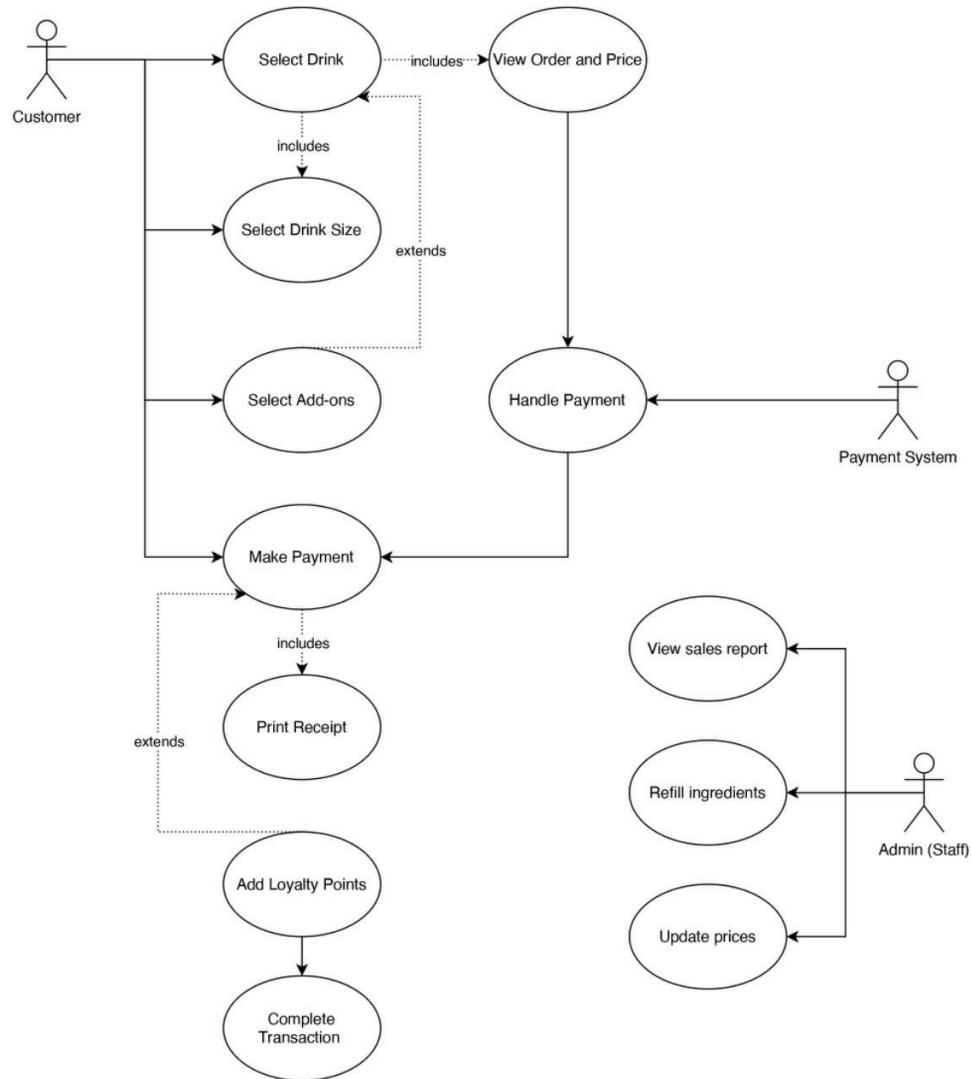 Select Drink
includes
View Order and Price
Customer
includes
Select Drink Size
extends
Select Add-ons
Handle Payment
Payment System
Make Payment
includes
View sales report
Print Receipt
extends
Refill ingredients
Admin (Staff)
Add Loyalty Points
Update prices
Complete
Transaction